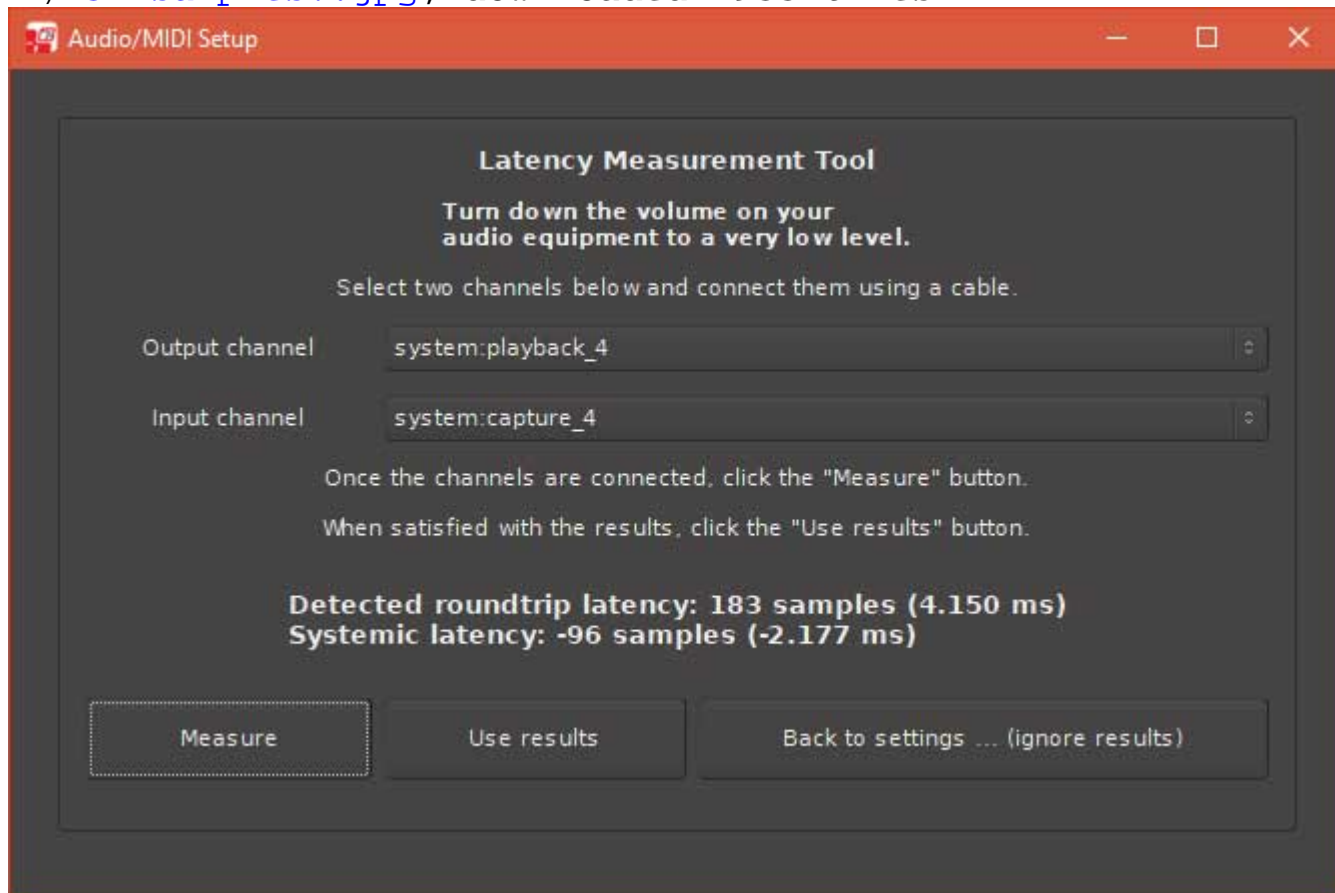 Audio/MIDI Setup
Latency Measurement Tool
Turn down the volume on your
audio equipment to a very low level.
Select two channels below and connect them using a cable.
Output channel system:playback_4
Input channel system:capture_4
Once the channels are connected, click the "Measure" button.
When satisfied with the results, click the "Use results" button.
Detected roundtrip latency: 183 samples (4.150 ms)
Systemic latency: -96 samples (-2.177 ms)
Measure Use results Back to settings ... (ignore results)